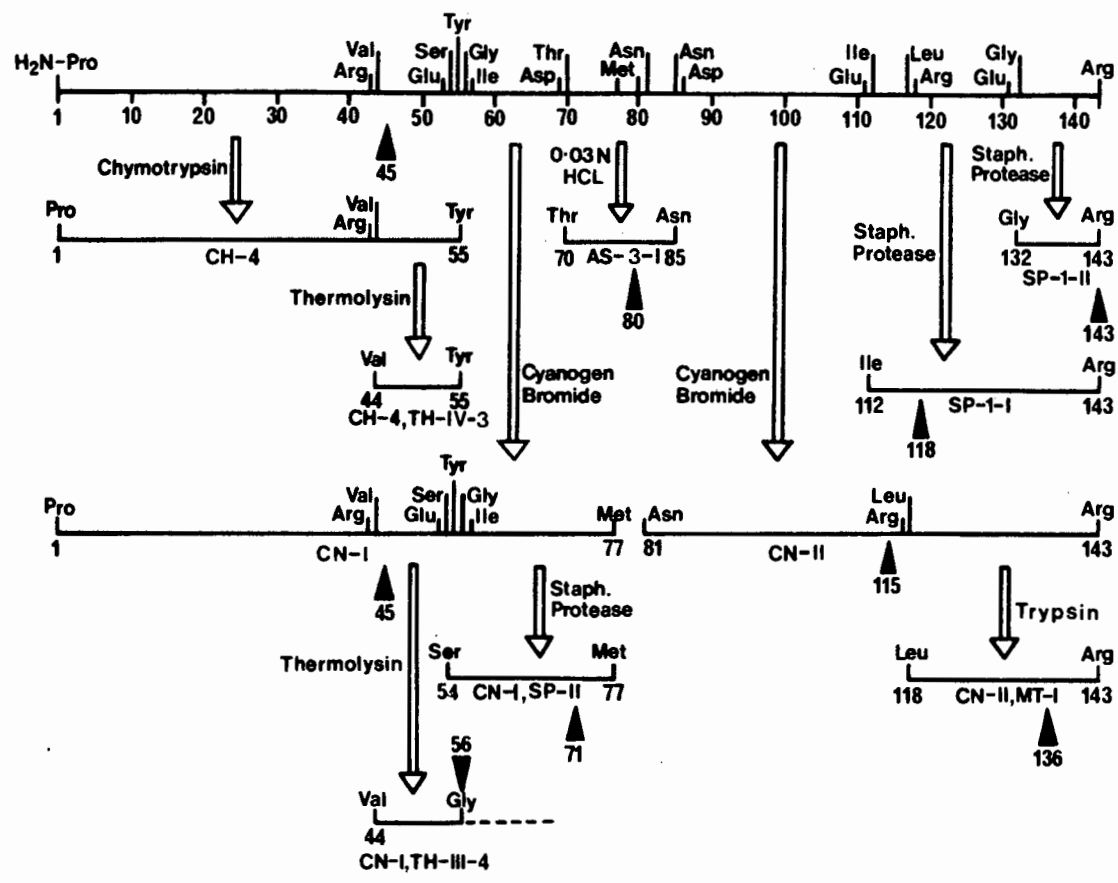 Tyr
H₂N-Pro Val Ser Gly Thr Asn Asn Ile Leu Gly Arg
Arg Glu Ile Asp Met Asp Glu Arg Glu
1 10 20 30 40 50 60 70 80 90 100 110 120 130 140
45
Chymotrypsin
0·03N
HCL
Staph.
Protease
Pro Val Tyr
Arg
1 CH-4 55
Thr Asn
70 AS-3-I 85
80
Staph.
Protease
Gly Arg
132 143
SP-1-II
143
Thermolysin
Val Tyr
44 55
CH-4,TH-IV-3
Cyanogen
Bromide
Cyanogen
Bromide
Ile Arg
112 SP-1-I 143
118
Tyr
Pro Val Ser Gly Met
Arg Glu Ile
1 CN-I 77
45
Asn Leu Arg
Arg
81 CN-II 143
115
Staph.
Protease
Trypsin
Thermolysin
Ser Met
54 CN-I,SP-II 77
71
Leu Arg
118 CN-II,MT-I 143
136
56
Val Gly
44
CN-I,TH-III-4